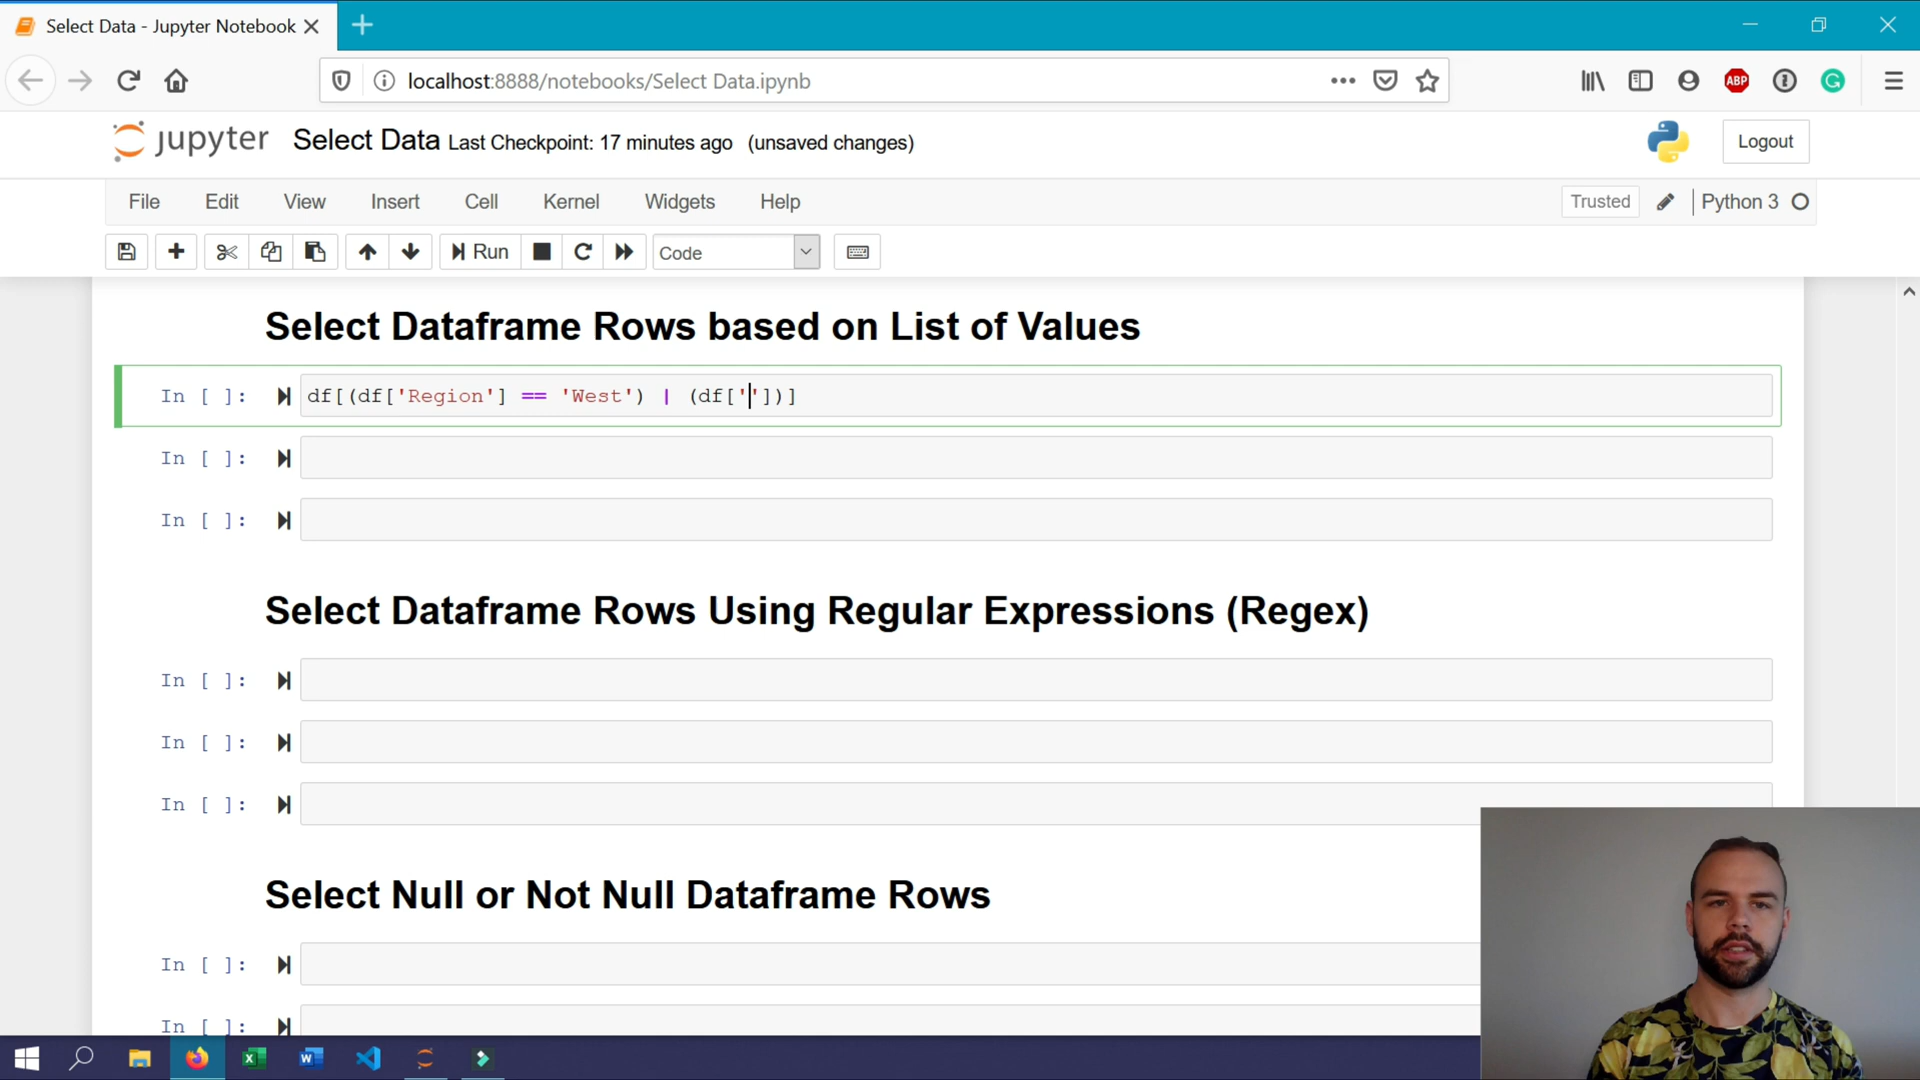 Select Data - Jupyter Notebook
localhost:8888/notebooks/Select Data.ipynb
ABP
jupyter Select Data Last Checkpoint: 17 minutes ago (unsaved changes)
Logout
File Edit View Insert Cell Kernel Widgets Help
Trusted
Python 3
Run
Code
Select Dataframe Rows based on List of Values
In [ ]: df[(df['Region'] == 'West') | (df[''])]
In [ ]:
In [ ]:
Select Dataframe Rows Using Regular Expressions (Regex)
In [ ]:
In [ ]:
In [ ]:
Select Null or Not Null Dataframe Rows
In [ ]:
In [ ]: